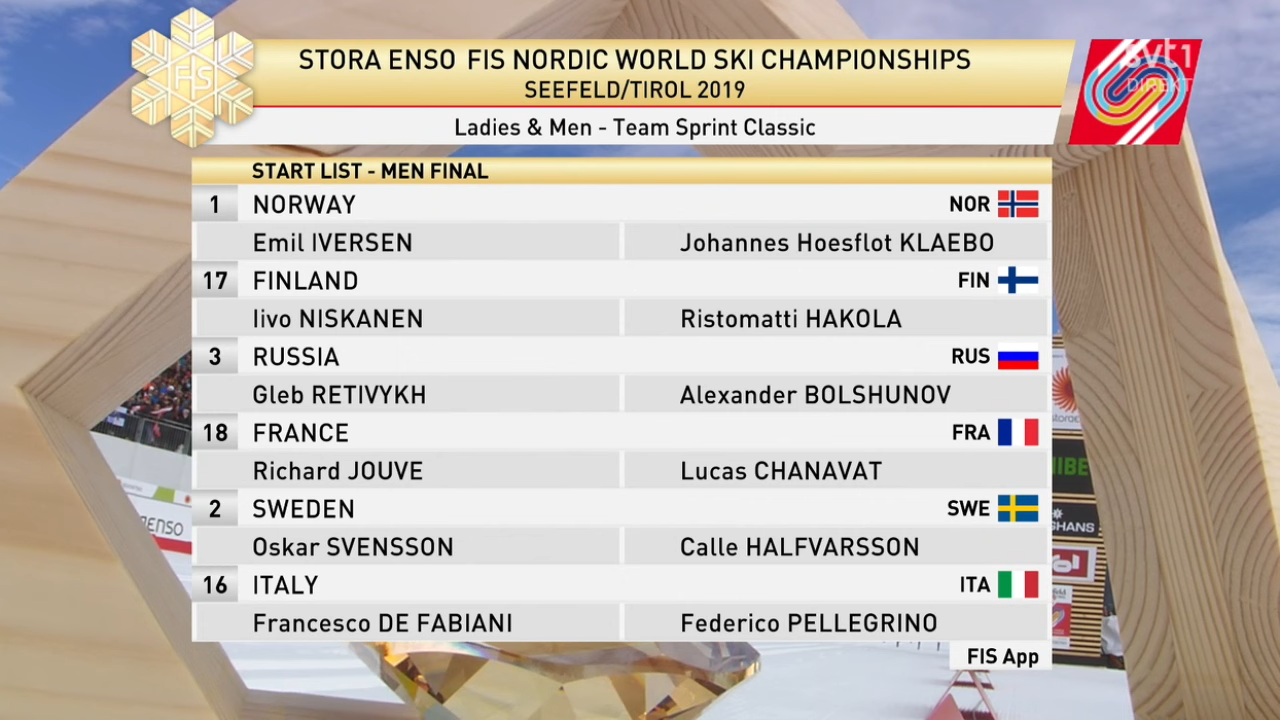 FIS
STORA ENSO FIS NORDIC WORLD SKI CHAMPIONSHIPS
SEEFELD/TIROL 2019
svt1
DIREKT
Ladies & Men - Team Sprint Classic
START LIST - MEN FINAL
1 NORWAY NOR
Emil IVERSEN Johannes Hoesflot KLAEBO
17 FINLAND FIN
Iivo NISKANEN Ristomatti HAKOLA
3 RUSSIA RUS
Gleb RETIVYKH Alexander BOLSHUNOV
18 FRANCE FRA
Richard JOUVE Lucas CHANAVAT
2 SWEDEN SWE
Oskar SVENSSON Calle HALFVARSSON
16 ITALY ITA
Francesco DE FABIANI Federico PELLEGRINO
FIS App